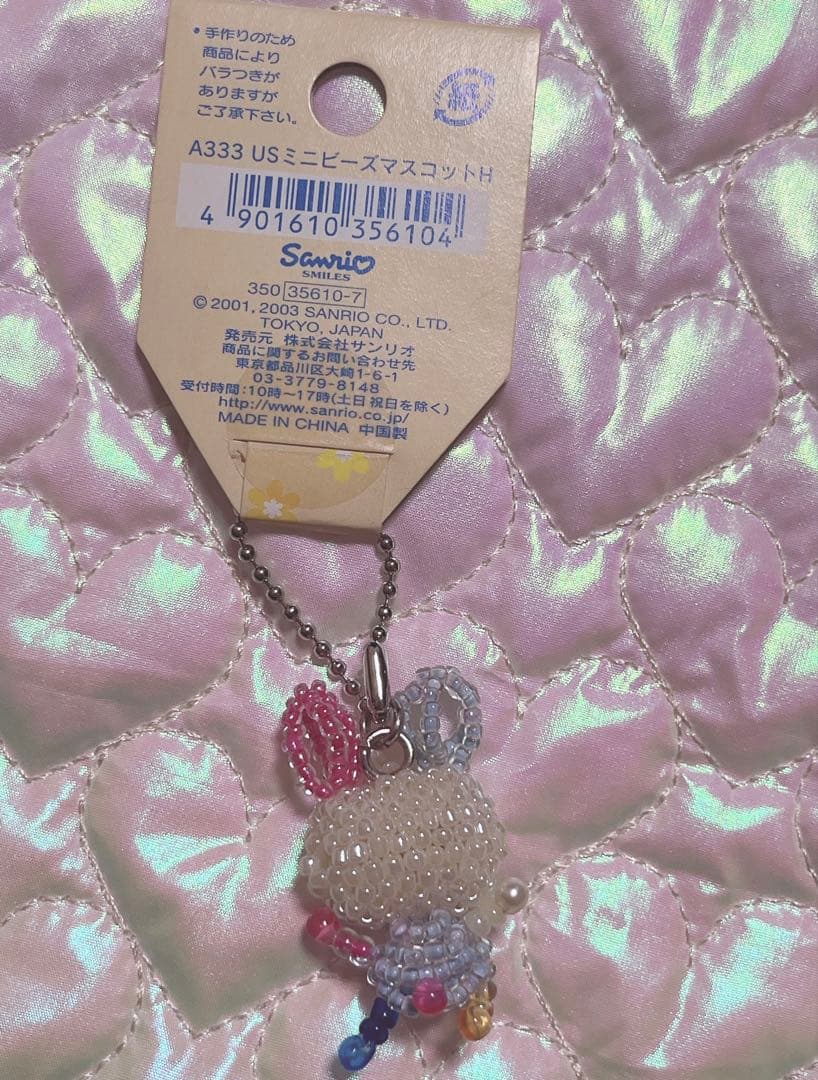 *手作りのため
商品により
バラつきが
ありますが
ご了承下さい。
A333 USミニビーズマスコットH
4 901610 356104
Sanrio
SMILES
350 35610-7
© 2001, 2003 SANRIO CO., LTD.
TOKYO, JAPAN
発売元 株式会社サンリオ
商品に関するお問い合わせ先
東京都品川区大崎1-6-1
03-3779-8148
受付時間:10時〜17時(土日祝日を除く)
http://www.sanrio.co.jp/
MADE IN CHINA 中国製